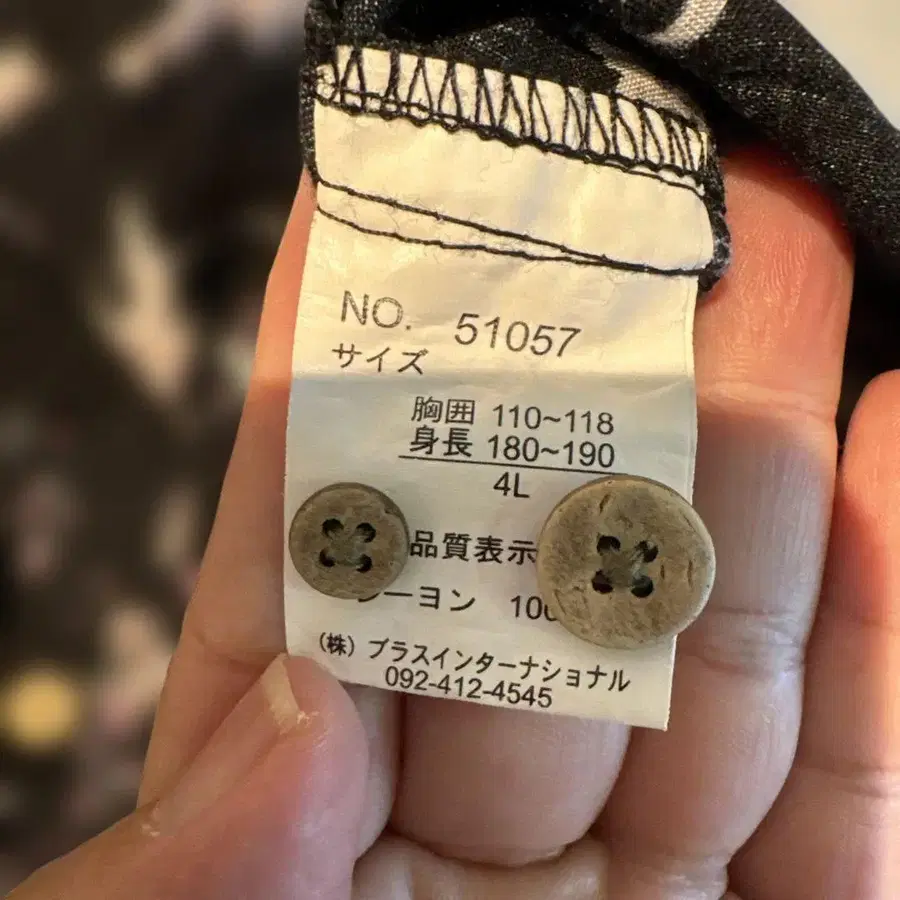 NO. 51057
サイズ
胸囲 110~118
身長 180~190
4L
品質表示
ーヨン 10
(株) プラスインターナショナル
092-412-4545